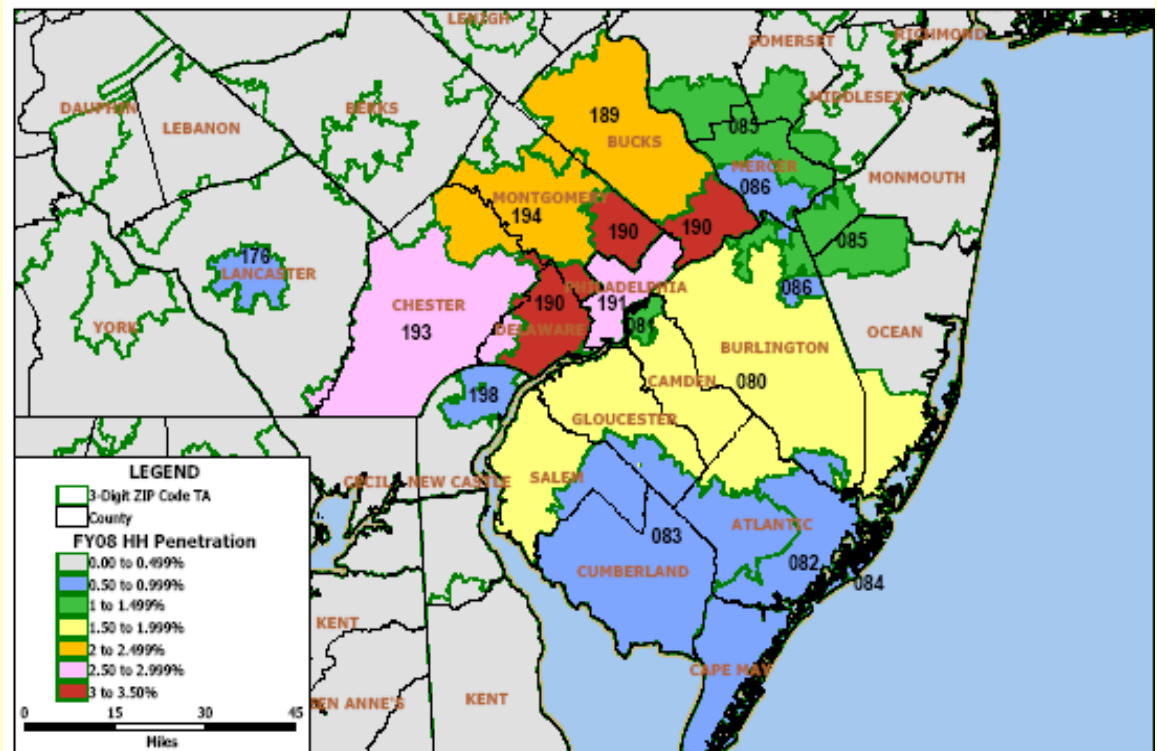 LEHIGH
SOMERSET
RICHMOND
DAUPHIN
BERKS
MIDDLESEX
LEBANON
189
085
BUCKS
MERCER
086
MONMOUTH
MONTGOMERY
194
190
190
085
176
LANCASTER
PHILADELPHIA
086
CHESTER
190
191
193
DELAWARE
081
YORK
OCEAN
BURLINGTON
CAMDEN
080
198
GLOUCESTER
SALEM
CECIL
NEW CASTLE
ATLANTIC
083
082
CUMBERLAND
084
KENT
CAPE MAY
KENT
EEN ANNE'S
LEGEND
3-Digit ZIP Code TA
County
FY08 HH Penetration
0.00 to 0.499%
0.50 to 0.999%
1 to 1.499%
1.50 to 1.999%
2 to 2.499%
2.50 to 2.999%
3 to 3.50%
0 15 30 45
Miles